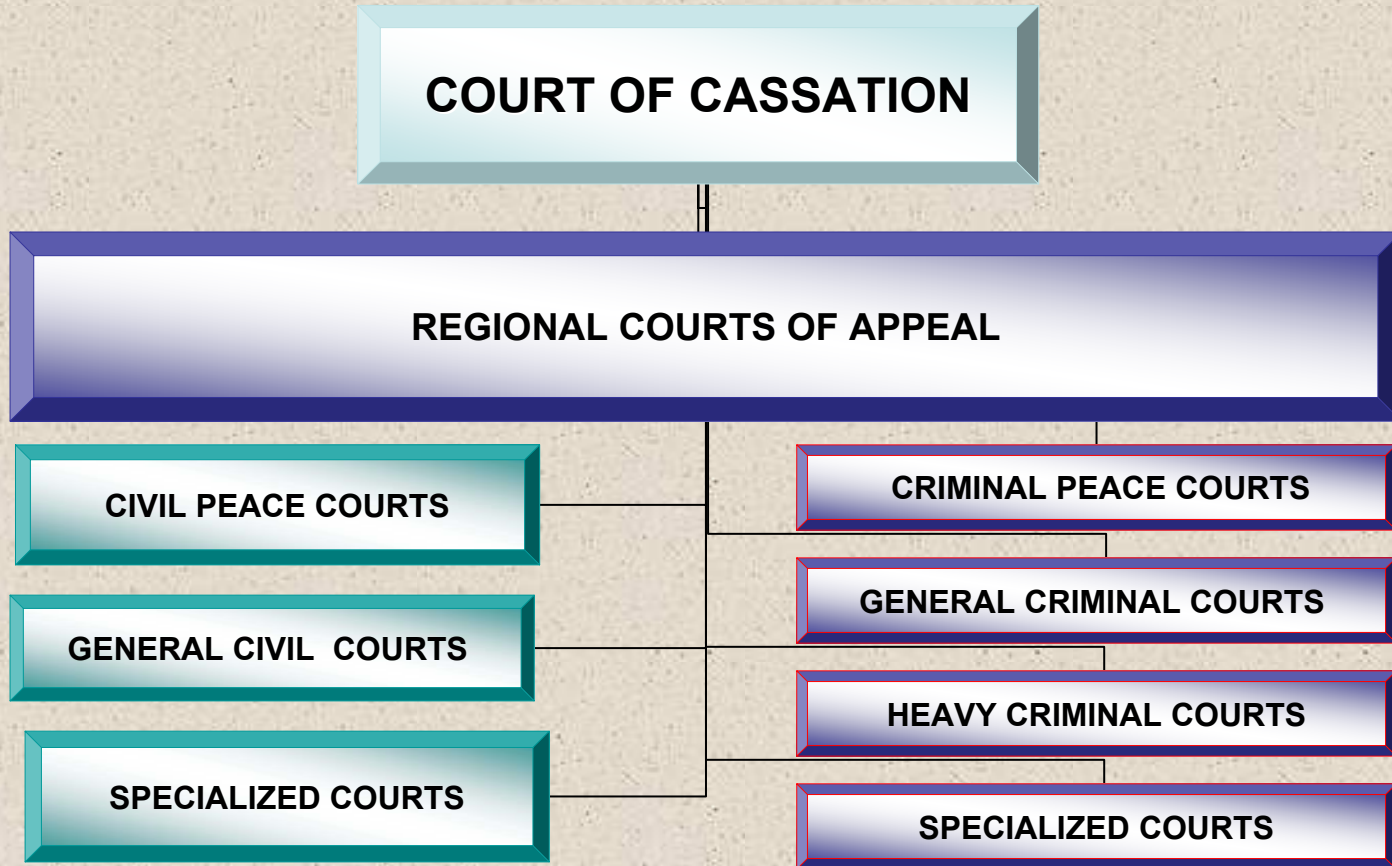 COURT OF CASSATION
REGIONAL COURTS OF APPEAL
CIVIL PEACE COURTS
GENERAL CIVIL COURTS
SPECIALIZED COURTS
CRIMINAL PEACE COURTS
GENERAL CRIMINAL COURTS
HEAVY CRIMINAL COURTS
SPECIALIZED COURTS